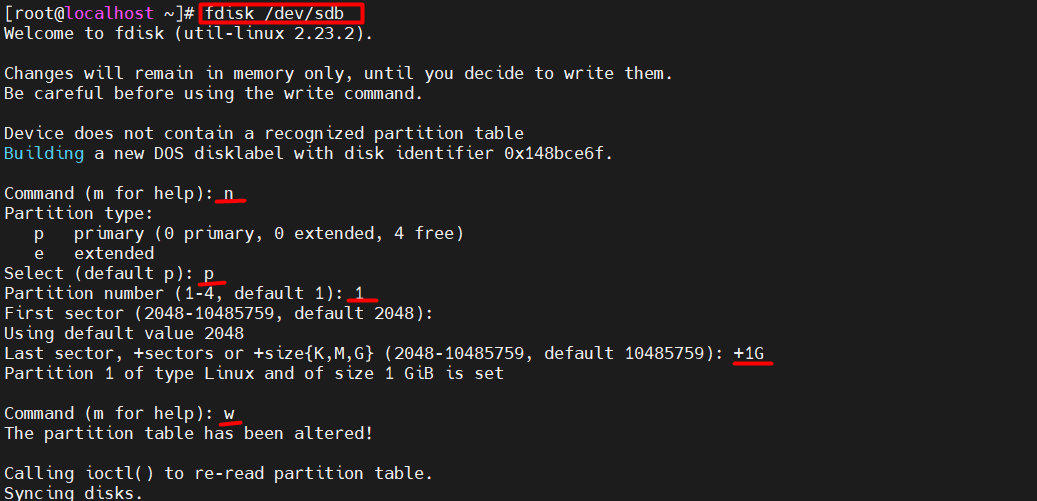 [root@localhost ~]# fdisk /dev/sdb
Welcome to fdisk (util-linux 2.23.2).
Changes will remain in memory only, until you decide to write them.
Be careful before using the write command.
Device does not contain a recognized partition table
Building a new DOS disklabel with disk identifier 0x148bce6f.
Command (m for help): n
Partition type:
   p   primary (0 primary, 0 extended, 4 free)
   e   extended
Select (default p): p
Partition number (1-4, default 1): 1
First sector (2048-10485759, default 2048):
Using default value 2048
Last sector, +sectors or +size{K,M,G} (2048-10485759, default 10485759): +1G
Partition 1 of type Linux and of size 1 GiB is set
Command (m for help): w
The partition table has been altered!
Calling ioctl() to re-read partition table.
Syncing disks.